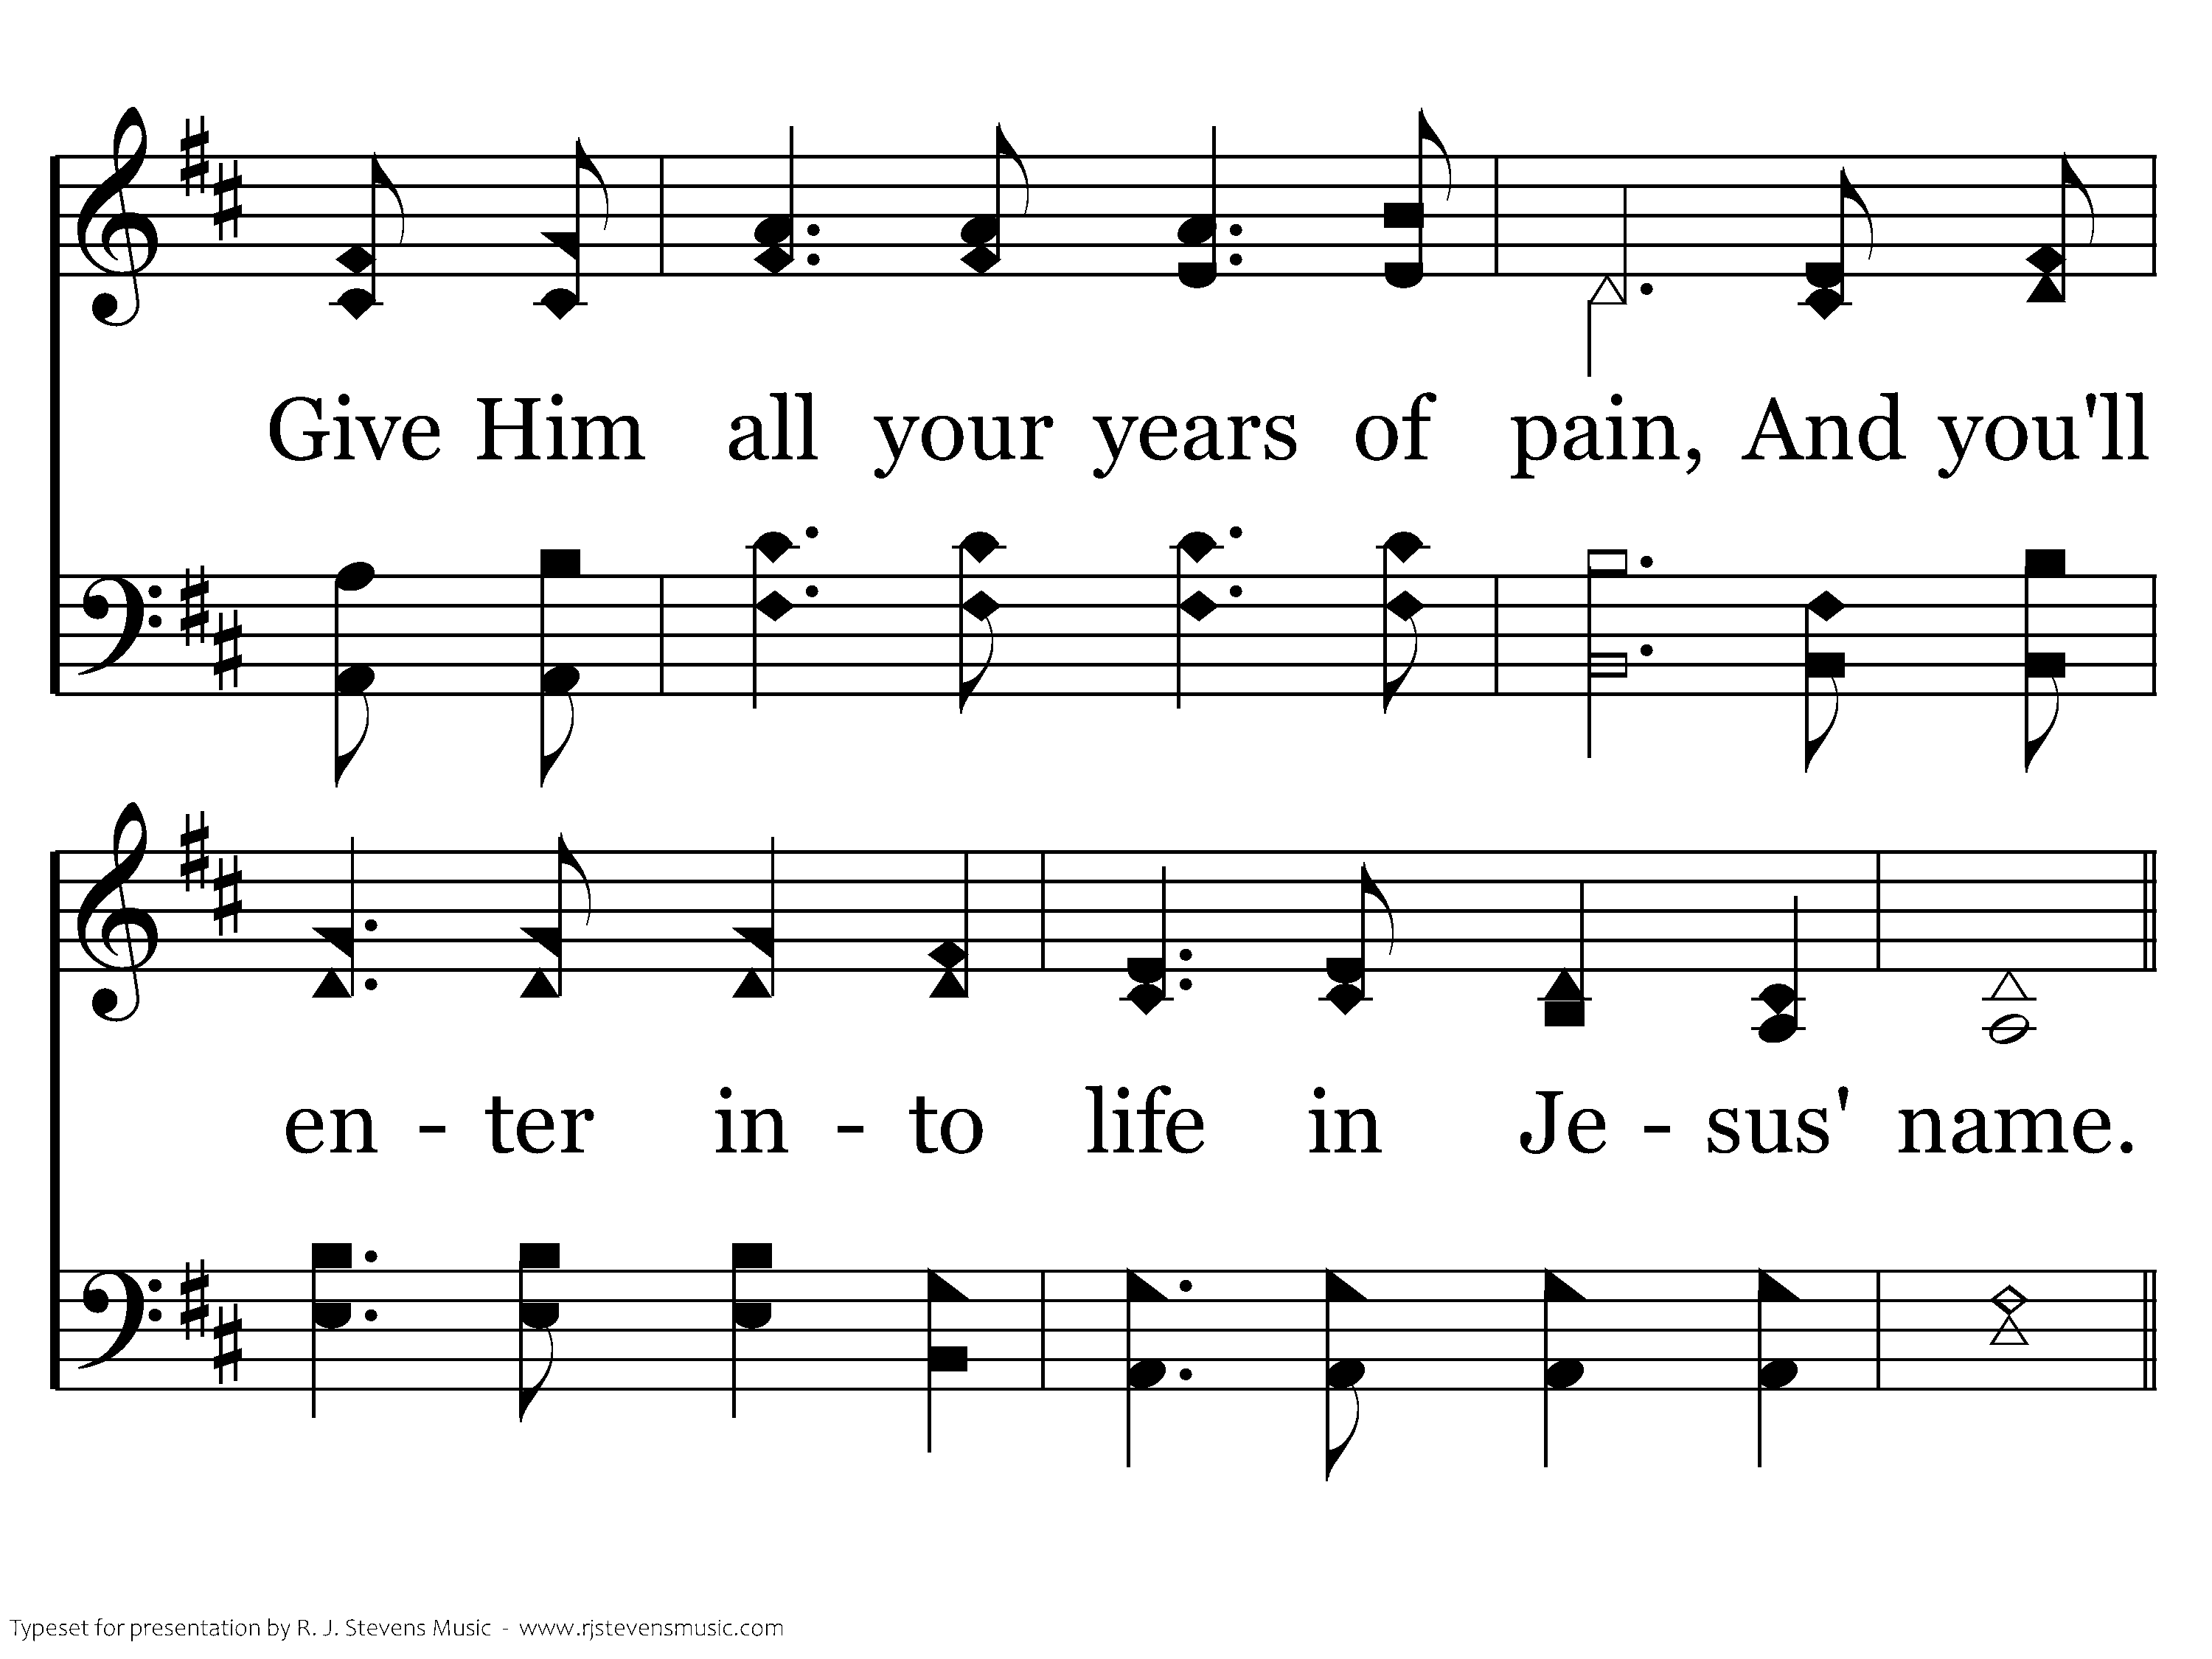 Give Him all your years of pain, And you'll
en - ter in - to life in Je - sus' name.
Typeset for presentation by R. J. Stevens Music - www.rjstevensmusic.com